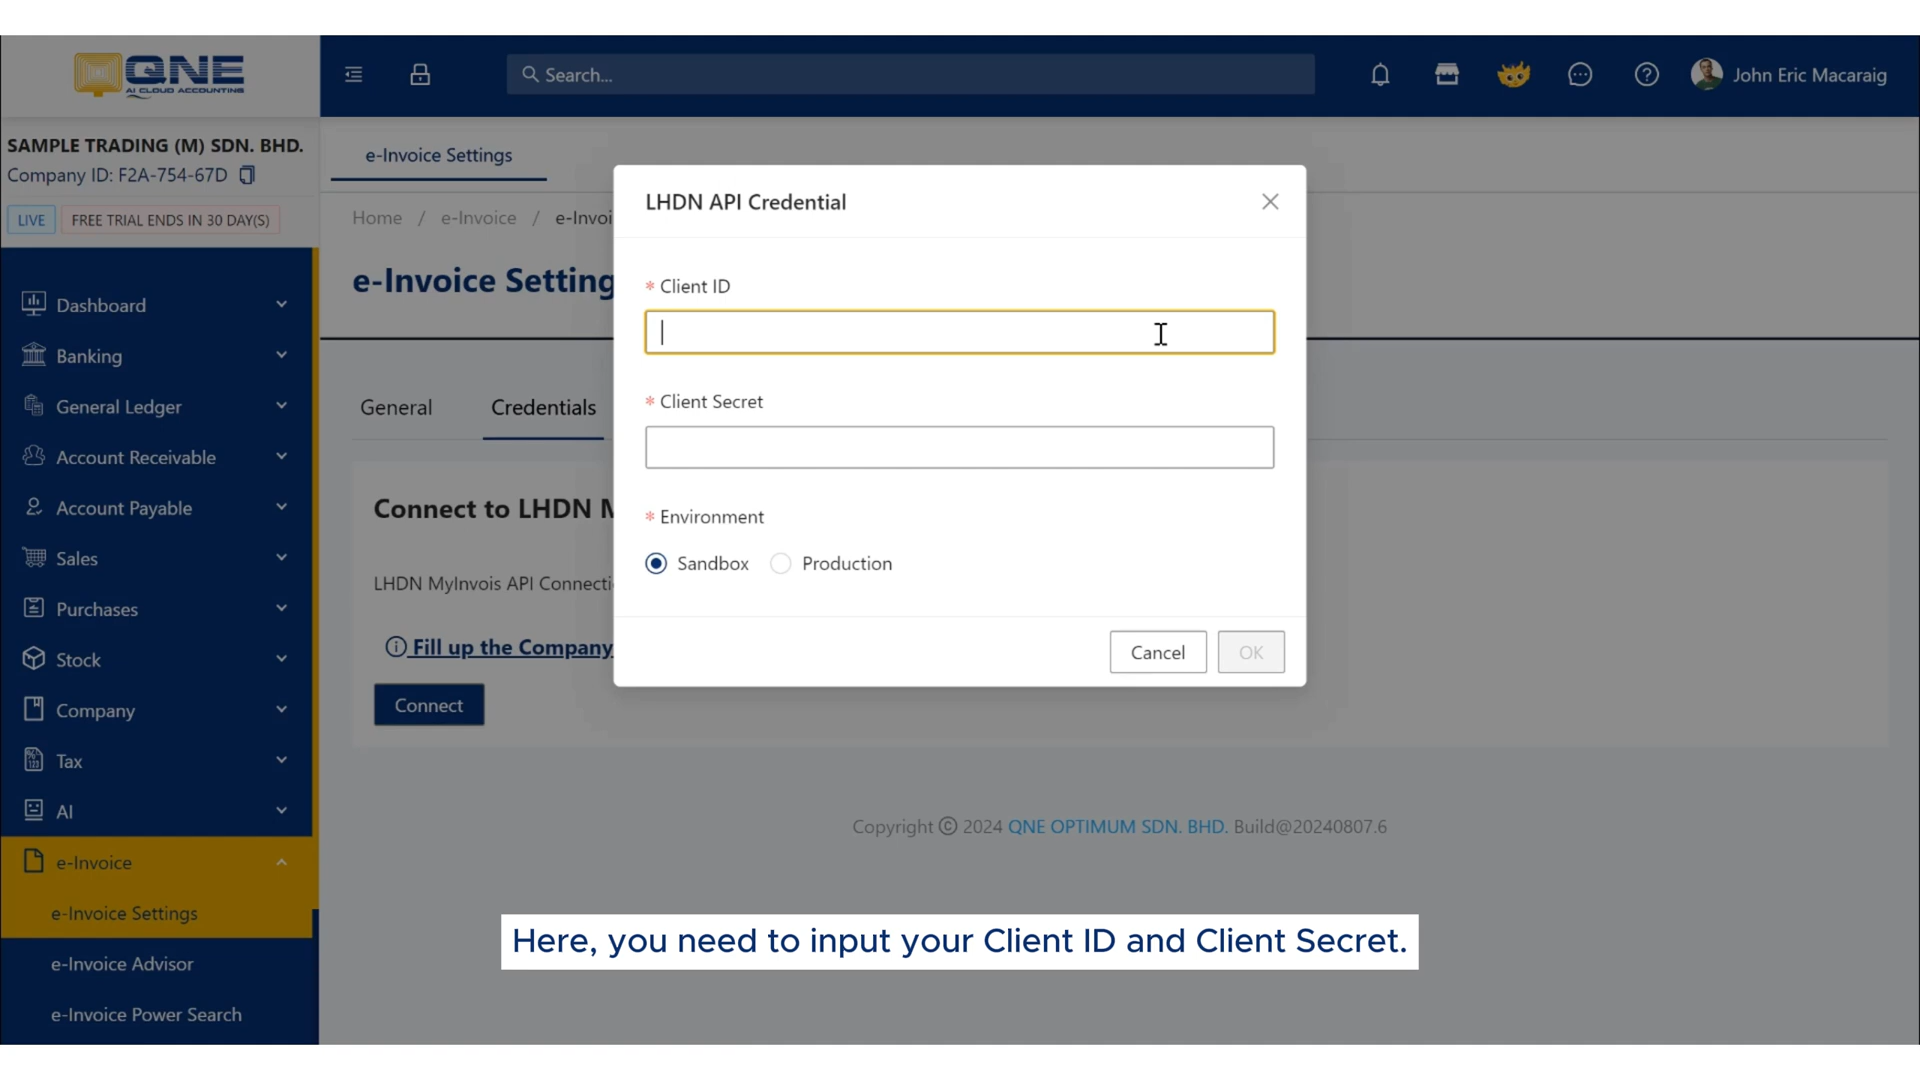 QNE
AI CLOUD ACCOUNTING
Search...
John Eric Macaraig
SAMPLE TRADING (M) SDN. BHD.
Company ID: F2A-754-67D
LIVE
FREE TRIAL ENDS IN 30 DAY(S)
Dashboard
Banking
General Ledger
Account Receivable
Account Payable
Sales
Purchases
Stock
Company
Tax
AI
e-Invoice
e-Invoice Settings
e-Invoice Advisor
e-Invoice Power Search
e-Invoice Settings
Home / e-Invoice / e-Invoi
e-Invoice Setting
General
Credentials
Connect to LHDN M
LHDN MyInvois API Connecti
Fill up the Company
Connect
LHDN API Credential
* Client ID
* Client Secret
* Environment
Sandbox
Production
Cancel
OK
Copyright © 2024 QNE OPTIMUM SDN. BHD. Build@20240807.6
Here, you need to input your Client ID and Client Secret.